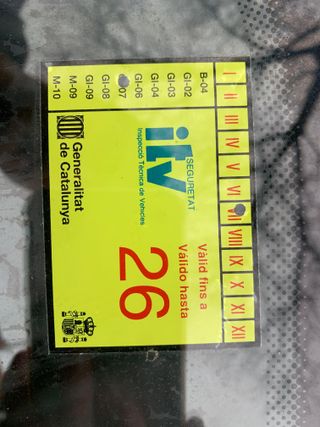 I II III IV V VI VII VIII IX X XI XII
B-04
GI-02
GI-03
GI-04
GI-06
07
GI-08
GI-09
M-09
M-10
SEGURETAT
itv
Inspecció Tècnica de Vehicles
Vàlid fins a
Válido hasta
26
Generalitat
de Catalunya